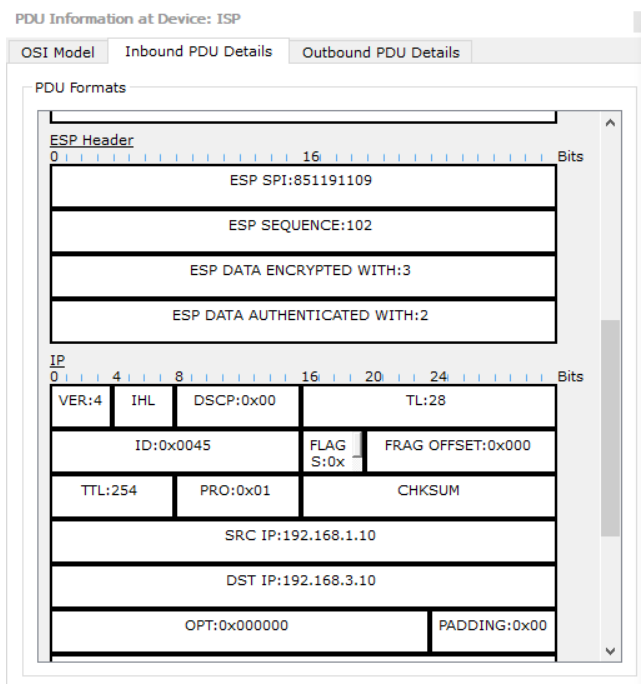 PDU Information at Device: ISP
OSI Model Inbound PDU Details Outbound PDU Details
PDU Formats
ESP Header
0 16 Bits
ESP SPI:851191109
ESP SEQUENCE:102
ESP DATA ENCRYPTED WITH:3
ESP DATA AUTHENTICATED WITH:2
IP
0 4 8 16 20 24 Bits
VER:4 IHL DSCP:0x00 TL:28
ID:0x0045 FLAG FRAG OFFSET:0x000
S:0x
TTL:254 PRO:0x01 CHKSUM
SRC IP:192.168.1.10
DST IP:192.168.3.10
OPT:0x000000 PADDING:0x00